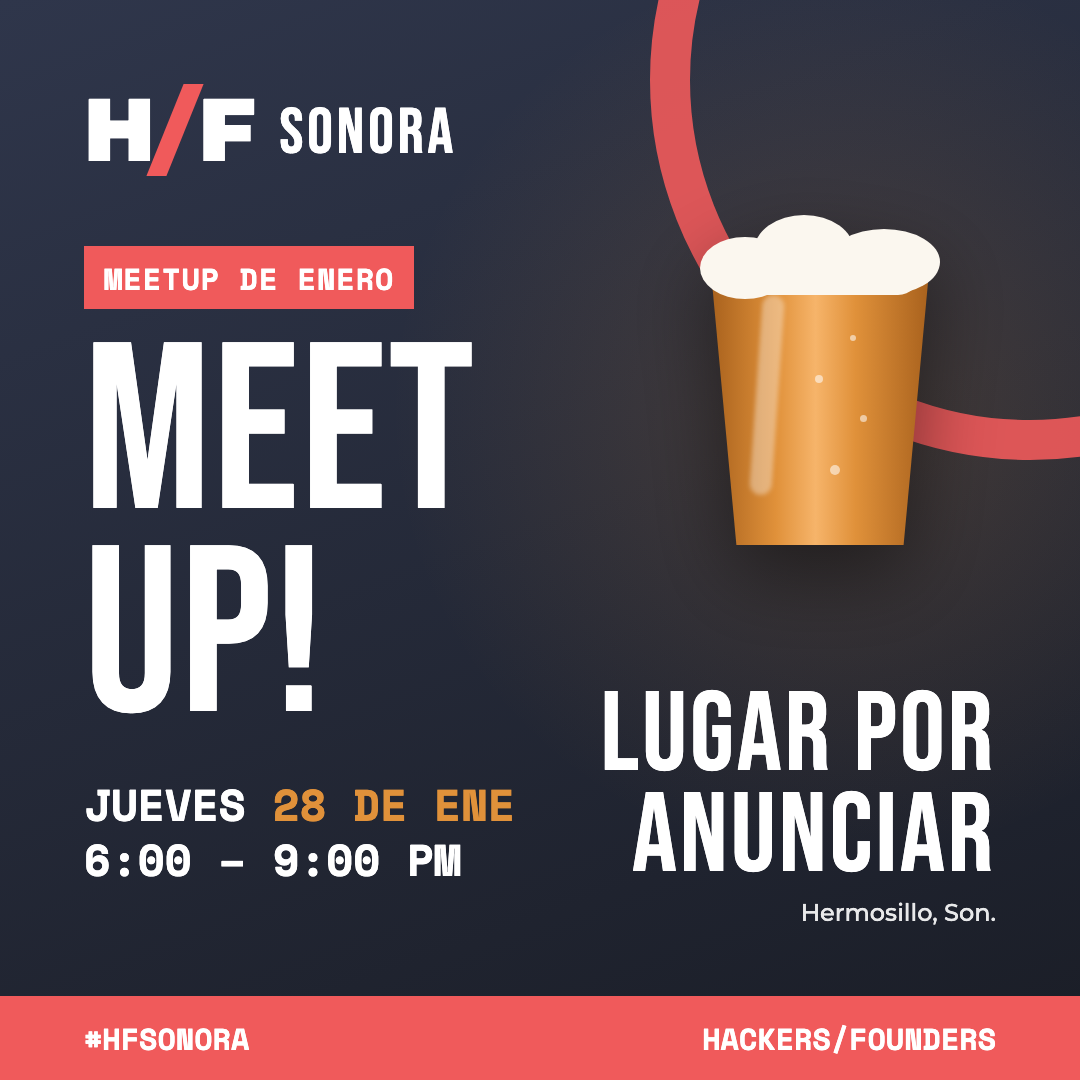 H/F SONORA
MEETUP DE ENERO
MEET
UP!
JUEVES 28 DE ENE
6:00 – 9:00 PM
LUGAR POR
ANUNCIAR
Hermosillo, Son.
#HFSONORA
HACKERS/FOUNDERS